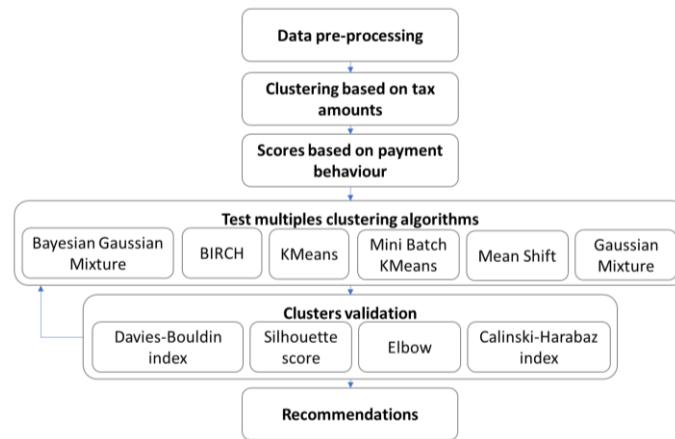 Data pre-processing
Clustering based on tax
amounts
Scores based on payment
behaviour
Test multiples clustering algorithms
Bayesian Gaussian
Mixture
BIRCH
KMeans
Mini Batch
KMeans
Mean Shift
Gaussian
Mixture
Clusters validation
Davies-Bouldin
index
Silhouette
score
Elbow
Calinski-Harabaz
index
Recommendations